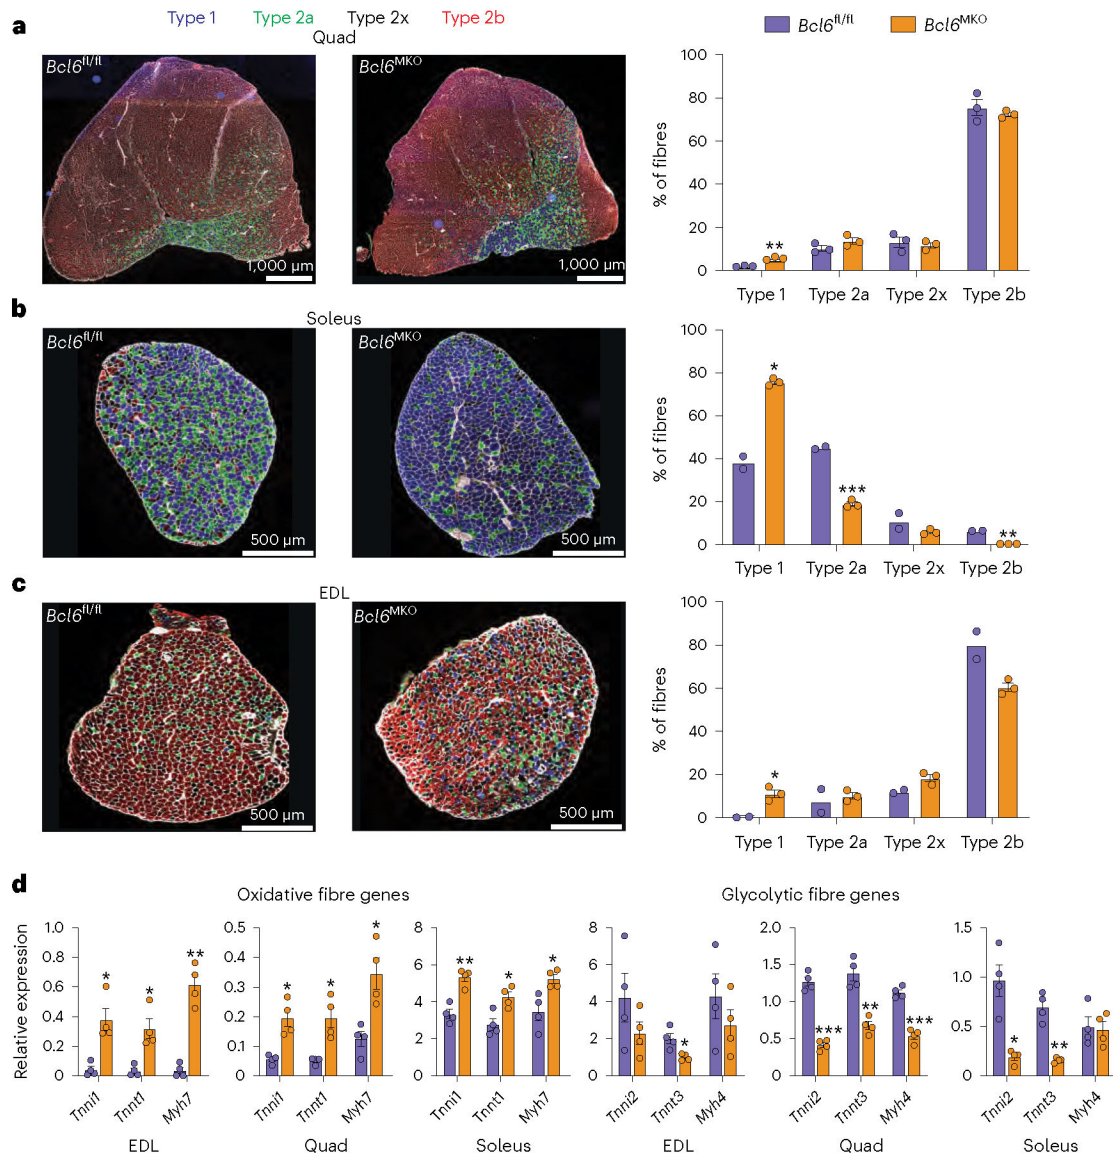 a
Type 1 Type 2a Type 2x Type 2b
Quad
Bcl6fl/fl
Bcl6MKO
1,000 µm
1,000 µm
Bcl6fl/fl Bcl6MKO
% of fibres
100
80
60
40
20
0
**
Type 1 Type 2a Type 2x Type 2b
b
Soleus
Bcl6fl/fl
Bcl6MKO
500 µm
500 µm
% of fibres
100
80
60
40
20
0
*
***
**
Type 1 Type 2a Type 2x Type 2b
c
EDL
Bcl6fl/fl
Bcl6MKO
500 µm
500 µm
% of fibres
100
80
60
40
20
0
*
Type 1 Type 2a Type 2x Type 2b
d
Oxidative fibre genes
Glycolytic fibre genes
Relative expression
1.0
0.8
0.6
0.4
0.2
0
* * **
Tnni1 Tnnt1 Myh7
EDL
0.5
0.4
0.3
0.2
0.1
0
* * *
Tnni1 Tnnt1 Myh7
Quad
8
6
4
2
0
** * *
Tnni1 Tnnt1 Myh7
Soleus
8
6
4
2
0
*
Tnni2 Tnnt3 Myh4
EDL
2.0
1.5
1.0
0.5
0
*** ** ***
Tnni2 Tnnt3 Myh4
Quad
1.5
1.0
0.5
0
* **
Tnni2 Tnnt3 Myh4
Soleus